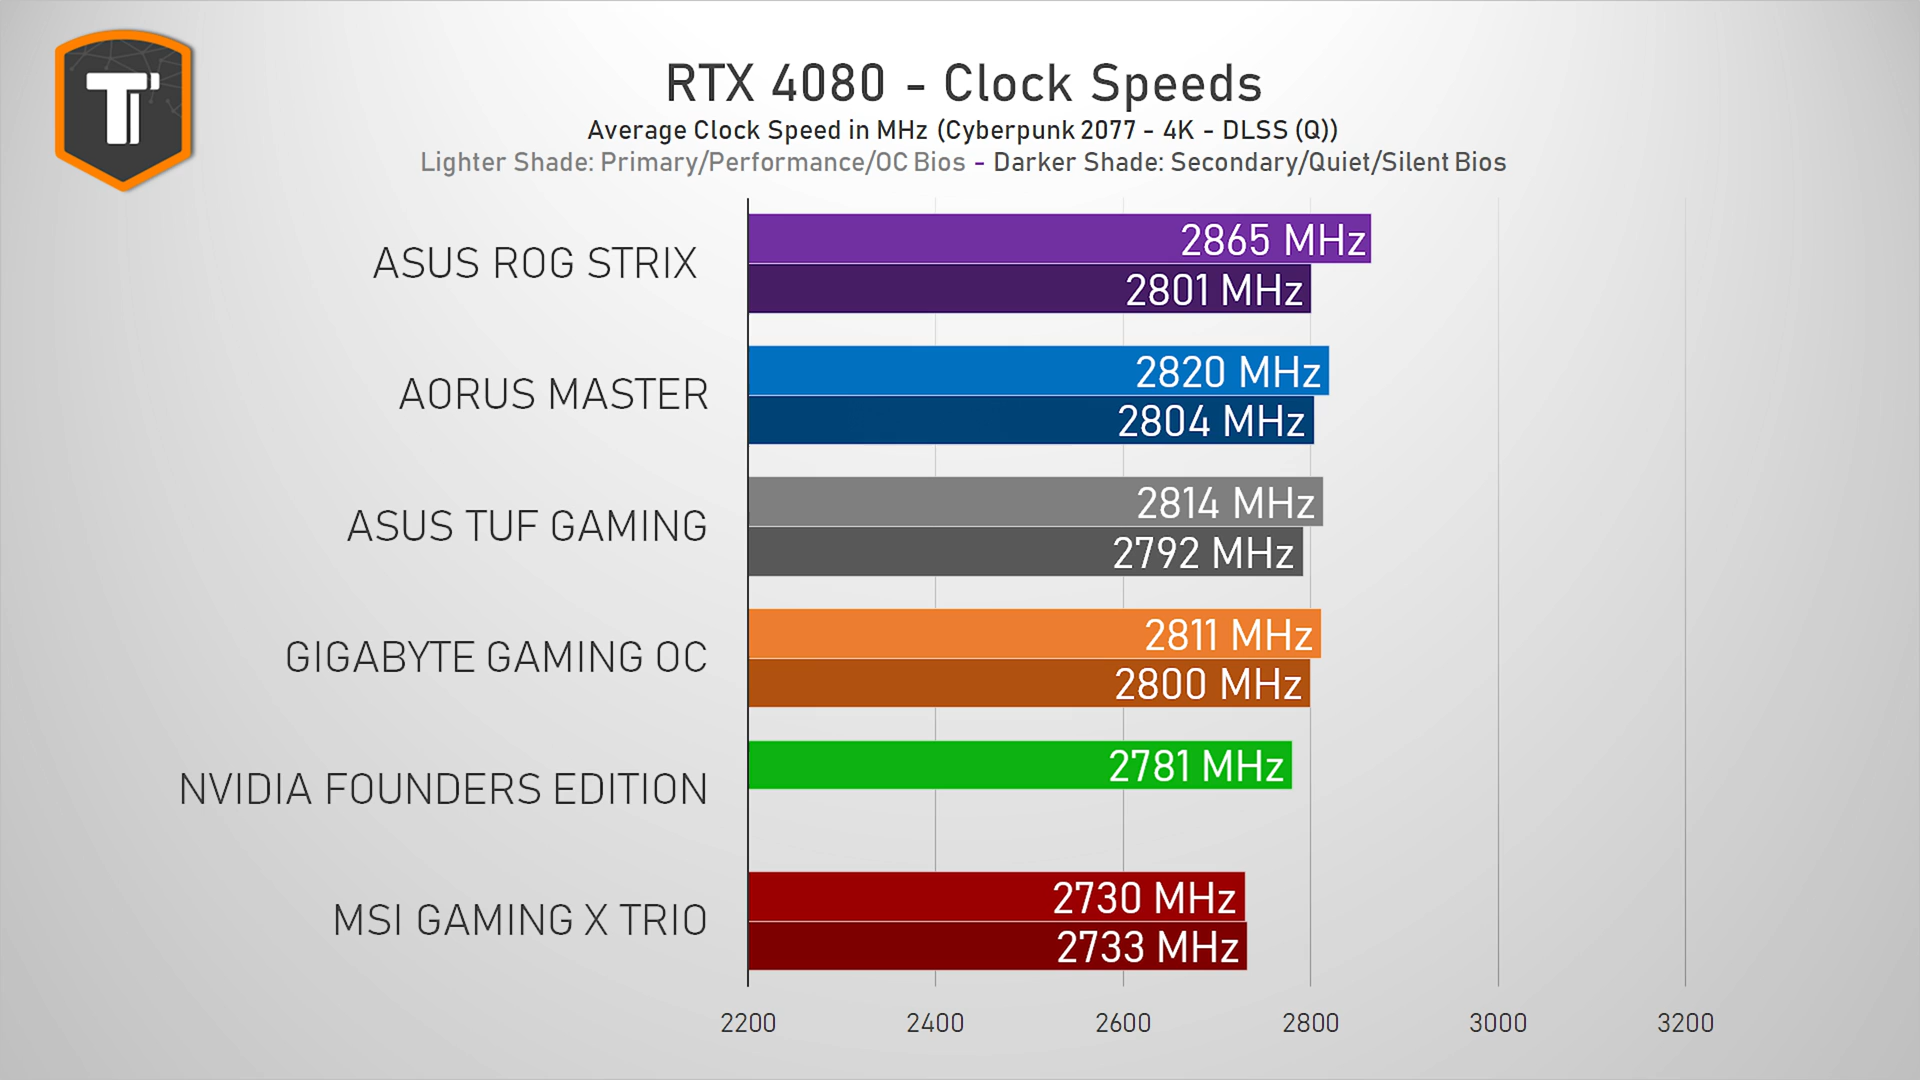 T
RTX 4080 - Clock Speeds
Average Clock Speed in MHz (Cyberpunk 2077 - 4K - DLSS (Q))
Lighter Shade: Primary/Performance/OC Bios - Darker Shade: Secondary/Quiet/Silent Bios
ASUS ROG STRIX
2865 MHz
2801 MHz
AORUS MASTER
2820 MHz
2804 MHz
ASUS TUF GAMING
2814 MHz
2792 MHz
GIGABYTE GAMING OC
2811 MHz
2800 MHz
NVIDIA FOUNDERS EDITION
2781 MHz
MSI GAMING X TRIO
2730 MHz
2733 MHz
2200 2400 2600 2800 3000 3200